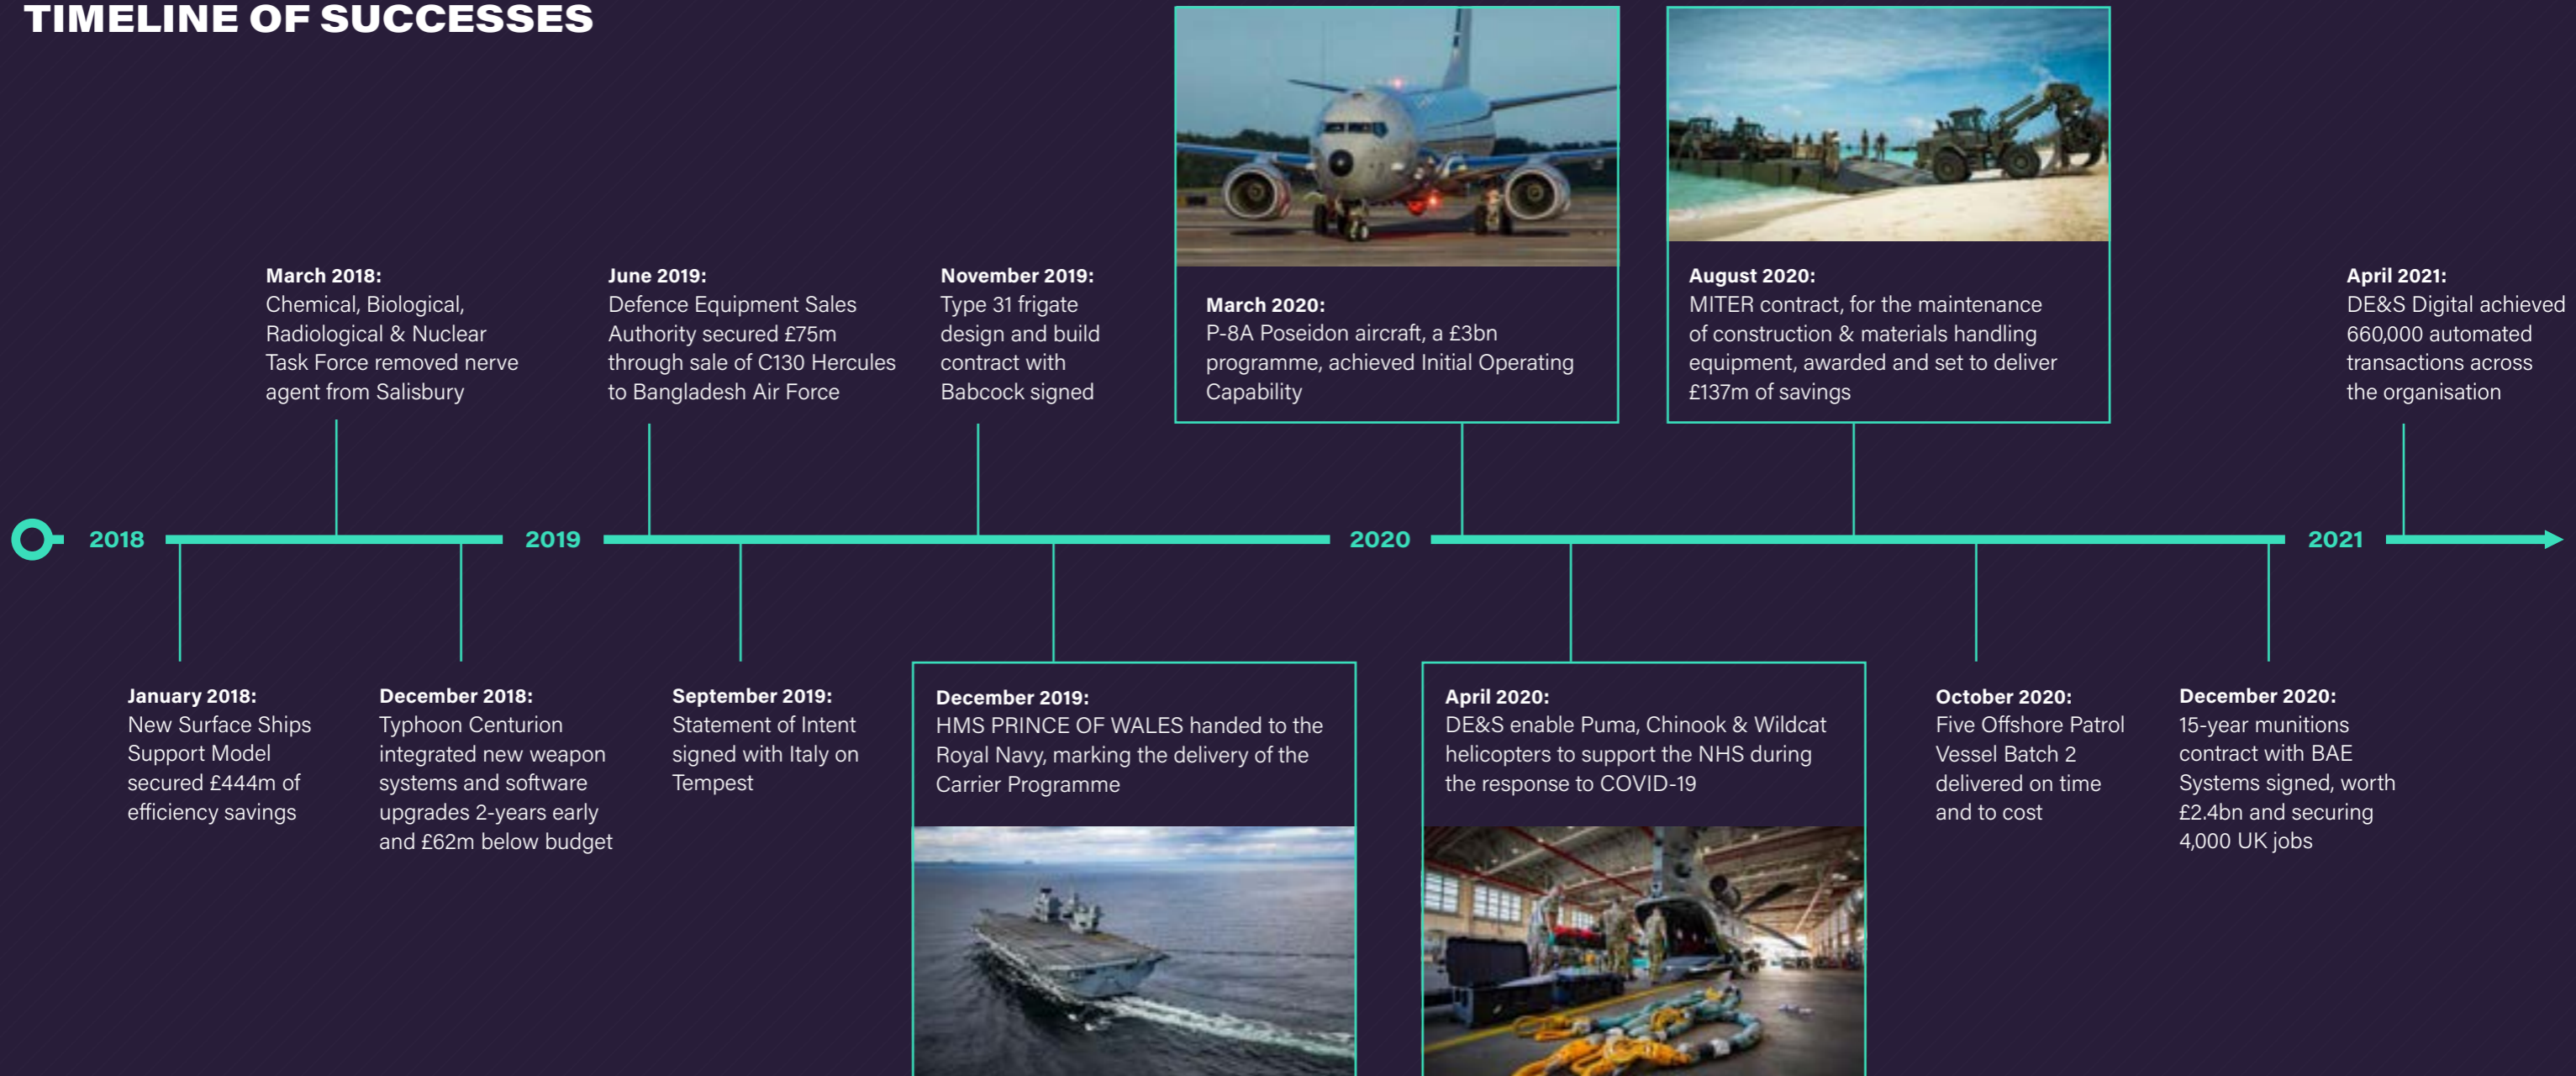 TIMELINE OF SUCCESSES
March 2018:
Chemical, Biological,
Radiological & Nuclear
Task Force removed nerve
agent from Salisbury
June 2019:
Defence Equipment Sales
Authority secured £75m
through sale of C130 Hercules
to Bangladesh Air Force
November 2019:
Type 31 frigate
design and build
contract with
Babcock signed
March 2020:
P-8A Poseidon aircraft, a £3bn
programme, achieved Initial Operating
Capability
August 2020:
MITER contract, for the maintenance
of construction & materials handling
equipment, awarded and set to deliver
£137m of savings
April 2021:
DE&S Digital achieved
660,000 automated
transactions across
the organisation
2018
2019
2020
2021
January 2018:
New Surface Ships
Support Model
secured £444m of
efficiency savings
December 2018:
Typhoon Centurion
integrated new weapon
systems and software
upgrades 2-years early
and £62m below budget
September 2019:
Statement of Intent
signed with Italy on
Tempest
December 2019:
HMS PRINCE OF WALES handed to the
Royal Navy, marking the delivery of the
Carrier Programme
April 2020:
DE&S enable Puma, Chinook & Wildcat
helicopters to support the NHS during
the response to COVID-19
October 2020:
Five Offshore Patrol
Vessel Batch 2
delivered on time
and to cost
December 2020:
15-year munitions
contract with BAE
Systems signed, worth
£2.4bn and securing
4,000 UK jobs